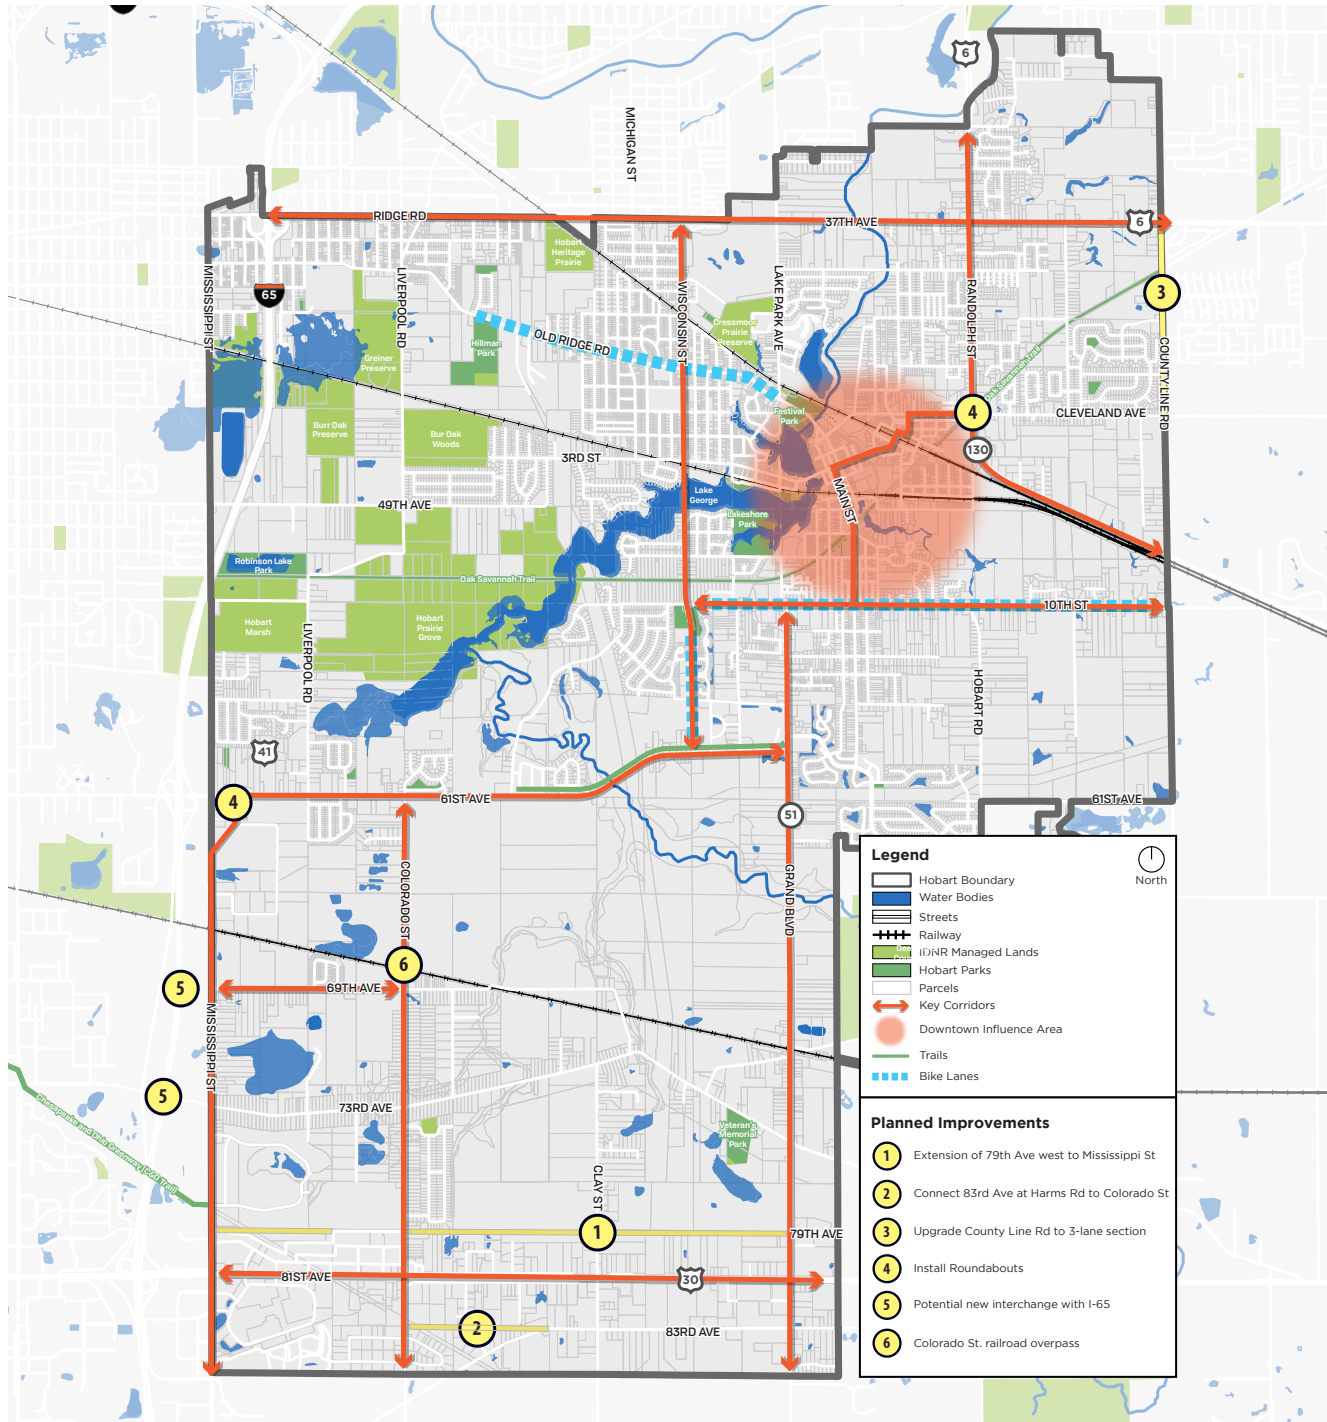 6
MICHIGAN ST
RIDGE RD
37TH AVE
6
Hobart
Heritage
Prairie
MISSISSIPPI ST
65
LIVERPOOL RD
WISCONSIN ST
LAKE PARK AVE
RANDOLPH ST
3
COUNTY LINE RD
Cressmoor
Prairie
Preserve
OLD RIDGE RD
Hillman
Park
Greiner
Preserve
Oak Savannah Trail
Festival
Park
4
CLEVELAND AVE
Burr Oak
Preserve
Bur Oak
Woods
130
3RD ST
Lake
George
MAIN ST
49TH AVE
Lakeshore
Park
Robinson Lake
Park
Oak Savannah Trail
10TH ST
Hobart
Marsh
Hobart
Prairie
Grove
LIVERPOOL RD
HOBART RD
41
4
61ST AVE
61ST AVE
51
COLORADO ST
GRAND BLVD
6
5
69TH AVE
MISSISSIPPI ST
5
73RD AVE
Chesapeake and Ohio Greenway (C&O Trail)
Veteran's
Memorial
Park
CLAY ST
1
79TH AVE
81ST AVE
30
2
83RD AVE
Legend
North
Hobart Boundary
Water Bodies
Streets
Railway
IDNR Managed Lands
Hobart Parks
Parcels
Key Corridors
Downtown Influence Area
Trails
Bike Lanes
Planned Improvements
1 Extension of 79th Ave west to Mississippi St
2 Connect 83rd Ave at Harms Rd to Colorado St
3 Upgrade County Line Rd to 3-lane section
4 Install Roundabouts
5 Potential new interchange with I-65
6 Colorado St. railroad overpass